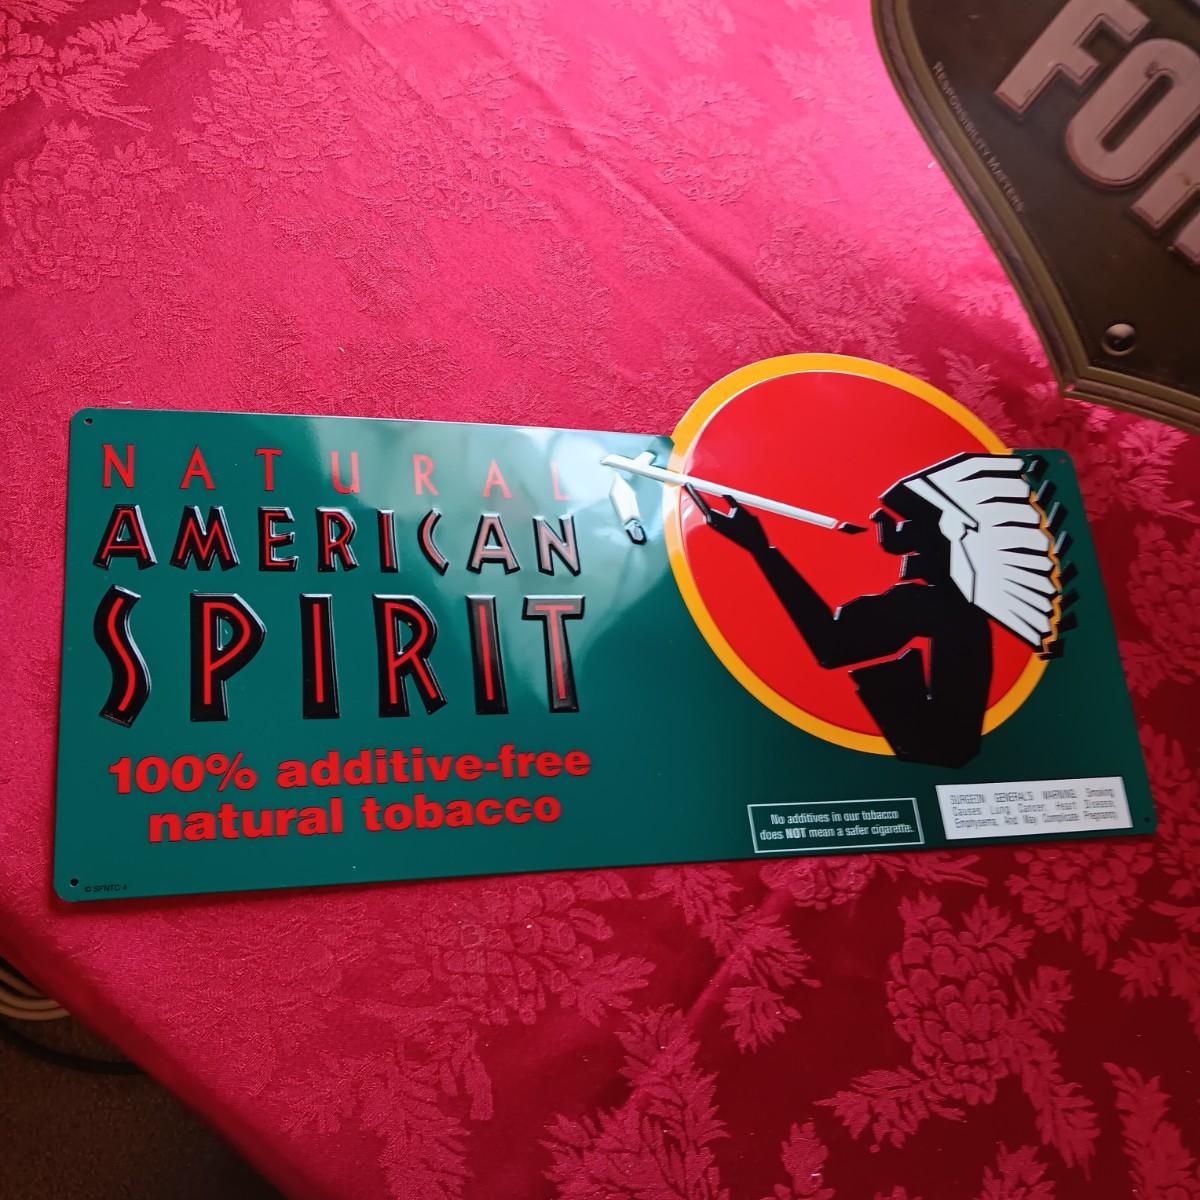 NATURAL
AMERICAN
SPIRIT
100% additive-free
natural tobacco
No additives in our tobacco
does NOT mean a safer cigarette.
SURGEON GENERAL'S WARNING: Smoking
Causes Lung Cancer, Heart Disease,
Emphysema, And May Complicate Pregnancy
© SFNTC 4
RESPONSIBILITY MATTERS